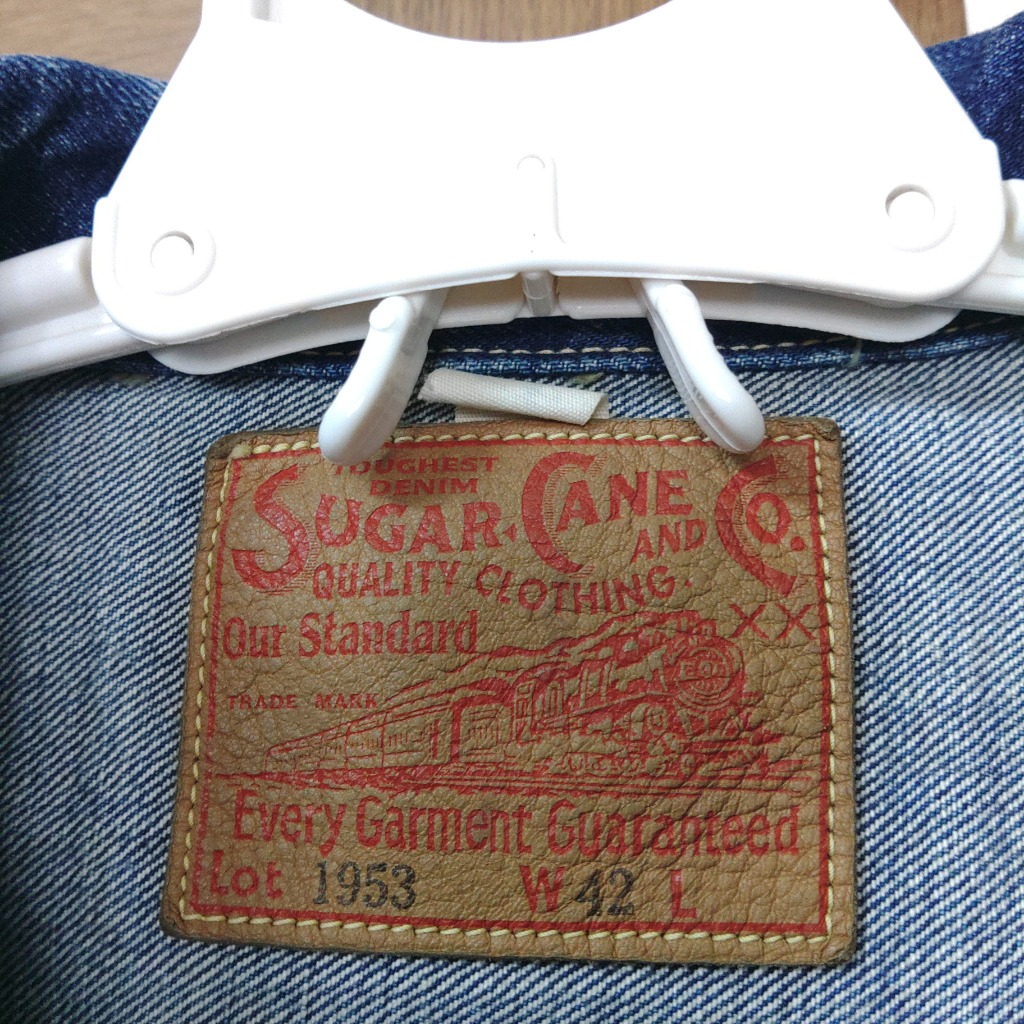 TOUGHEST
DENIM
SUGAR CANE AND CO.
QUALITY CLOTHING.
XX
Our Standard
TRADE MARK
Every Garment Guaranteed
Lot 1953 W 42 L